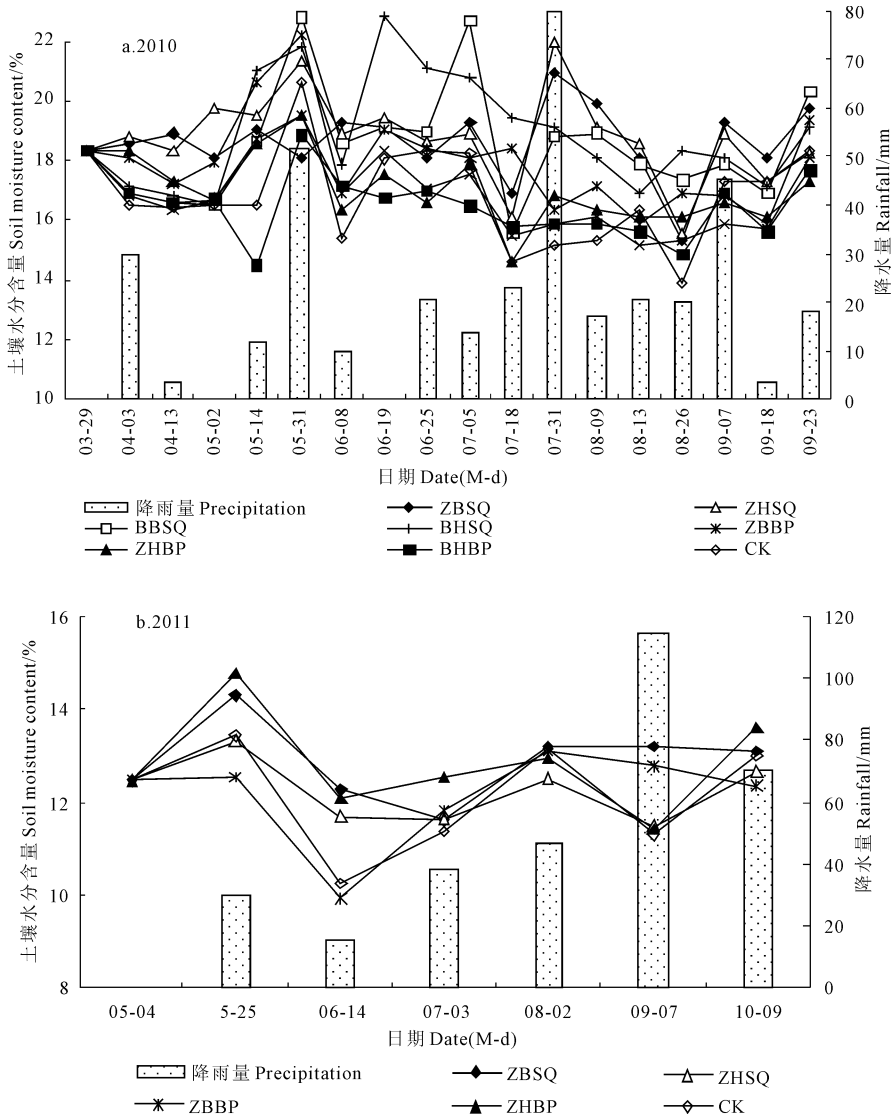 a.2010
土壤水分含量 Soil moisture content/%
22
20
18
16
14
12
10
降水量 Rainfall/mm
80
70
60
50
40
30
20
10
0
03-29 04-03 04-13 05-02 05-14 05-31 06-08 06-19 06-25 07-05 07-18 07-31 08-09 08-13 08-26 09-07 09-18 09-23
日期 Date(M-d)
降雨量 Precipitation ZBSQ ZHSQ
BBSQ BHSQ ZBBP
ZHBP BHBP CK
b.2011
土壤水分含量 Soil moisture content/%
16
14
12
10
8
降水量 Rainfall/mm
120
100
80
60
40
20
0
05-04 5-25 06-14 07-03 08-02 09-07 10-09
日期 Date(M-d)
降雨量 Precipitation ZBSQ ZHSQ
ZBBP ZHBP CK